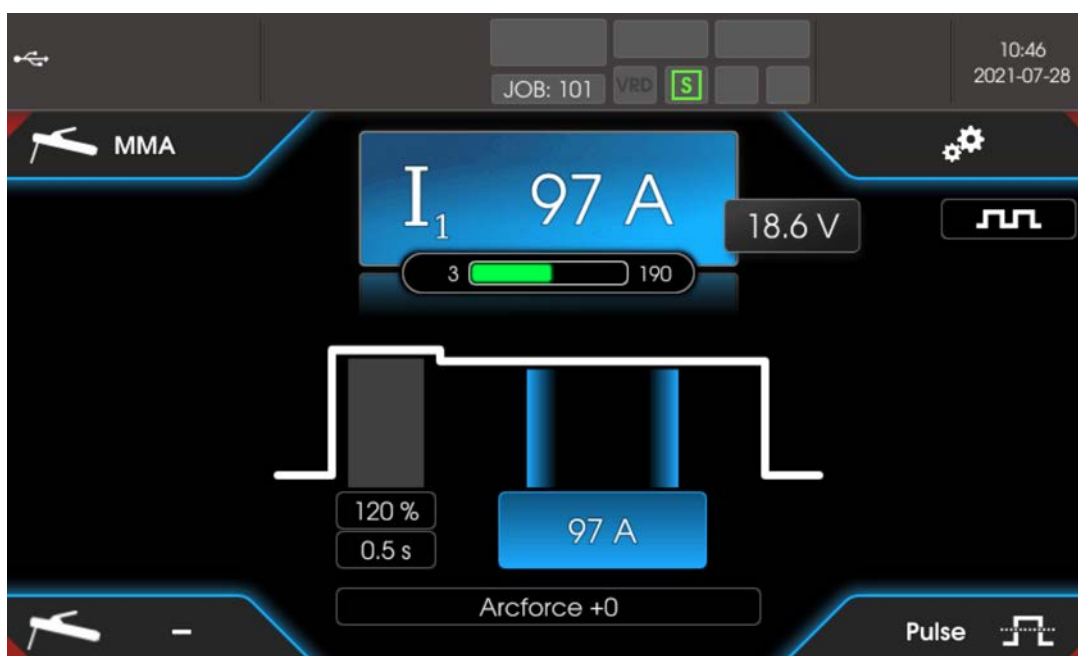 10:46
2021-07-28
JOB: 101 VRD S
MMA
I1 97 A
18.6 V
3 190
120 %
0.5 s
97 A
Arcforce +0
–
Pulse